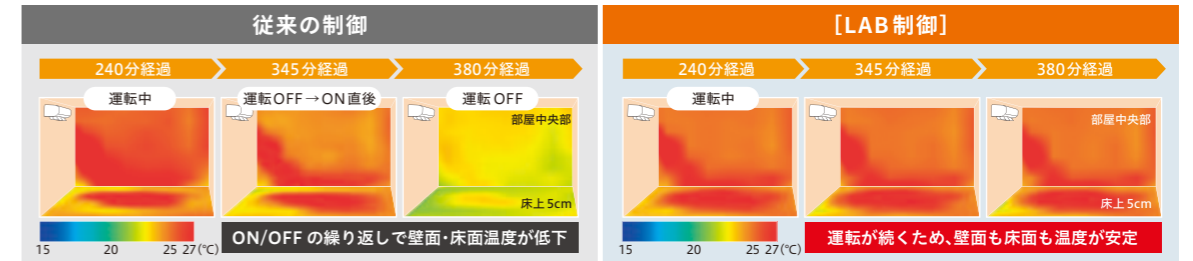 従来の制御
240分経過
345分経過
380分経過
運転中
運転OFF→ON直後
運転OFF
部屋中央部
床上5cm
15 20 25 27(℃)
ON/OFFの繰り返しで壁面・床面温度が低下
[LAB制御]
240分経過
345分経過
380分経過
運転中
部屋中央部
床上5cm
15 20 25 27(℃)
運転が続くため、壁面も床面も温度が安定